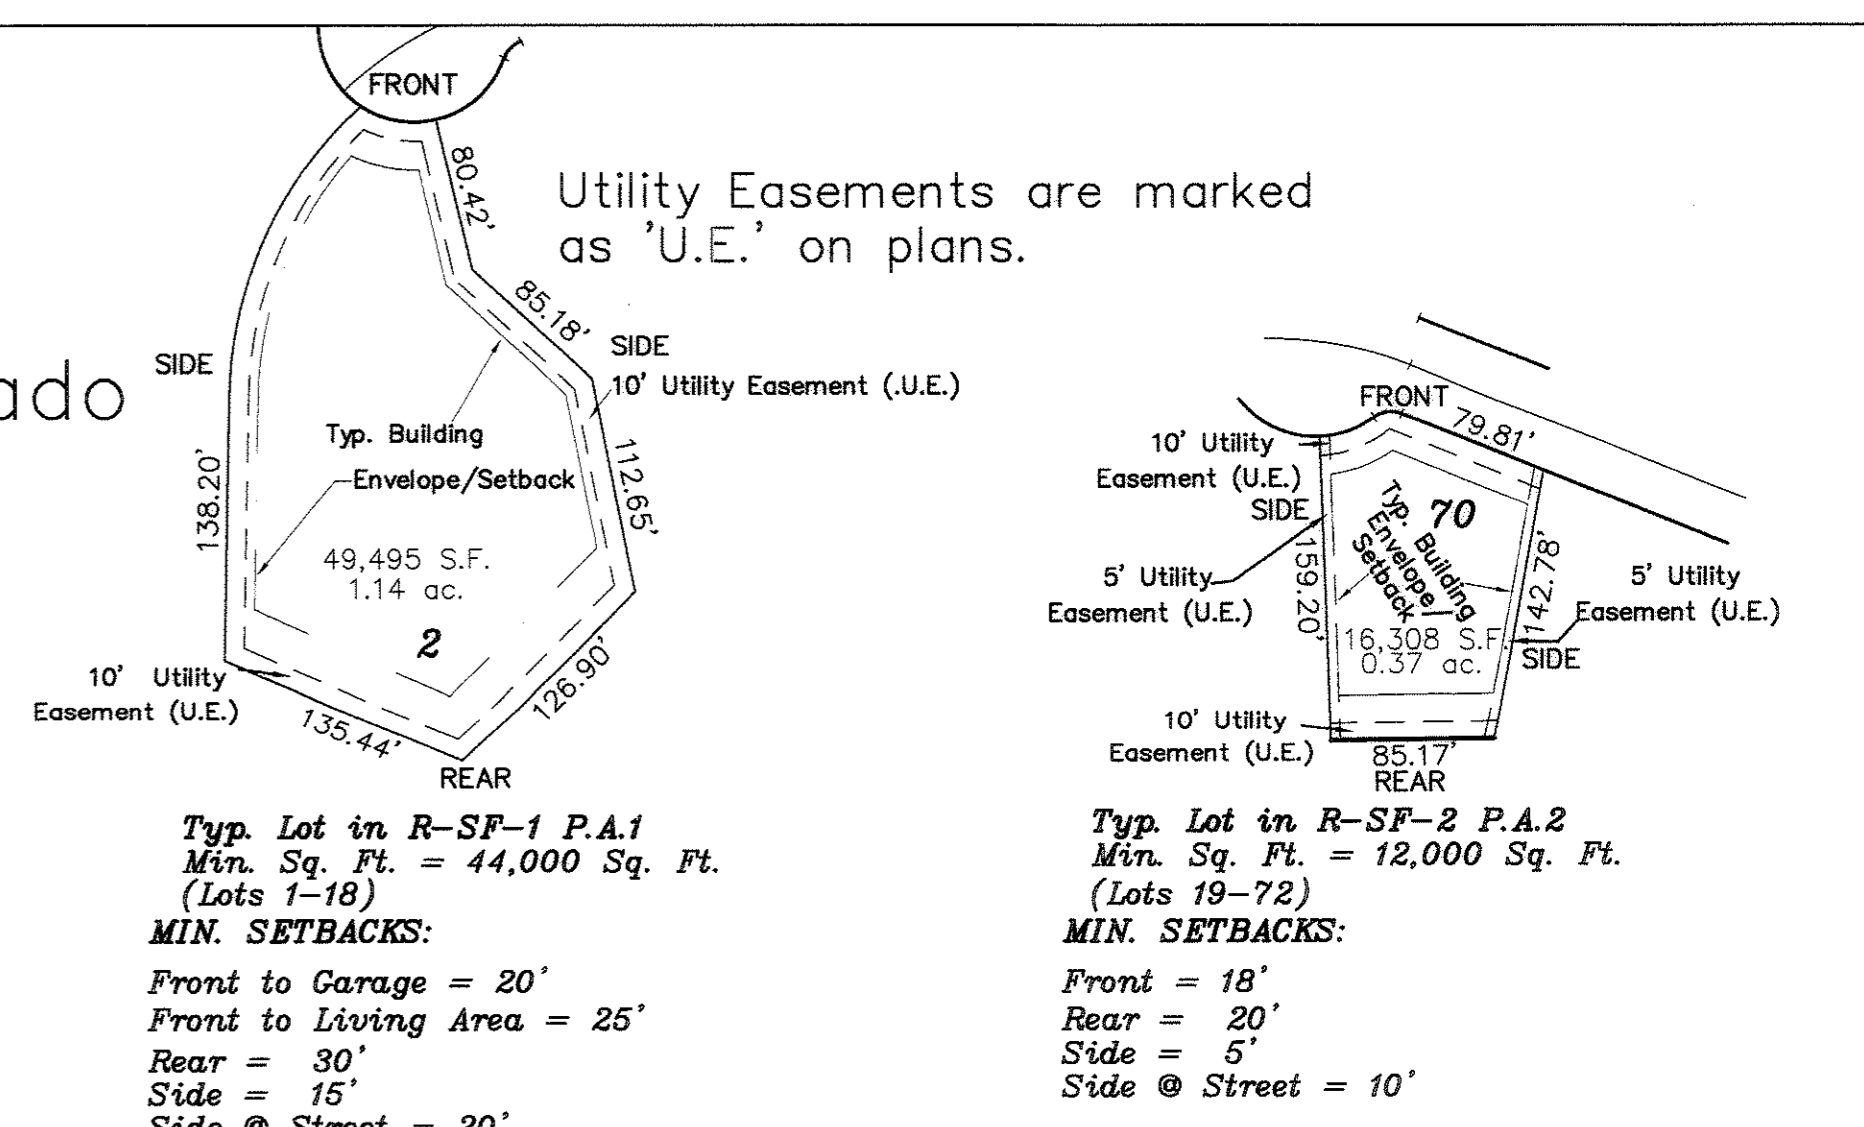 FRONT
80.42'
Utility Easements are marked
as 'U.E.' on plans.
85.18'
SIDE
SIDE
10' Utility Easement (.U.E.)
ado
Typ. Building
Envelope/Setback
138.20'
112.65'
49,495 S.F.
1.14 ac.
2
10' Utility
Easement (U.E.)
135.44'
126.90'
REAR
Typ. Lot in R-SF-1 P.A.1
Min. Sq. Ft. = 44,000 Sq. Ft.
(Lots 1-18)
MIN. SETBACKS:
Front to Garage = 20'
Front to Living Area = 25'
Rear = 30'
Side = 15'
Side @ Street = 20'
FRONT
79.81'
10' Utility
Easement (U.E.)
SIDE
70
Typ. Building
Envelope/
Setback
5' Utility
Easement (U.E.)
159.20'
142.78'
5' Utility
Easement (U.E.)
16,308 S.F.
0.37 ac.
SIDE
10' Utility
Easement (U.E.)
85.17'
REAR
Typ. Lot in R-SF-2 P.A.2
Min. Sq. Ft. = 12,000 Sq. Ft.
(Lots 19-72)
MIN. SETBACKS:
Front = 18'
Rear = 20'
Side = 5'
Side @ Street = 10'